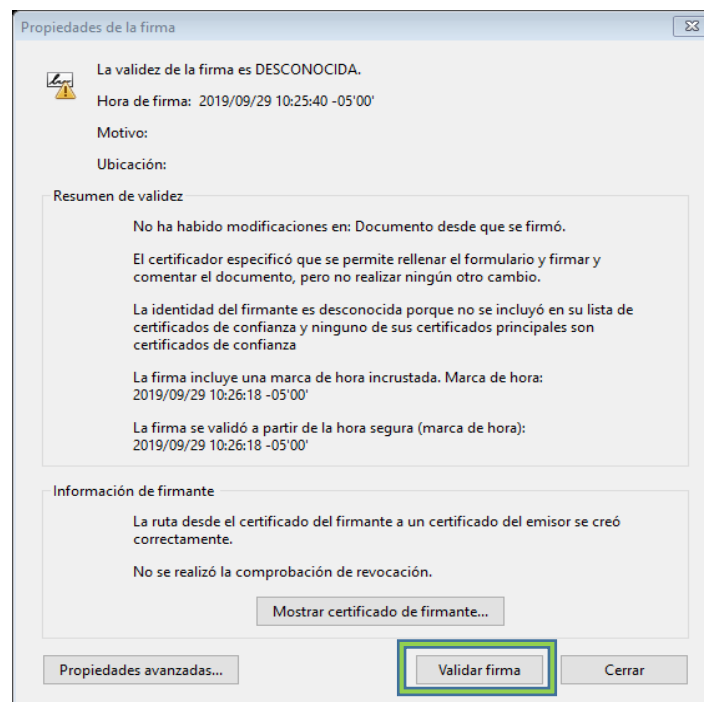 Propiedades de la firma
La validez de la firma es DESCONOCIDA.
Hora de firma: 2019/09/29 10:25:40 -05'00'
Motivo:
Ubicación:
Resumen de validez
No ha habido modificaciones en: Documento desde que se firmó.
El certificador especificó que se permite rellenar el formulario y firmar y
comentar el documento, pero no realizar ningún otro cambio.
La identidad del firmante es desconocida porque no se incluyó en su lista de
certificados de confianza y ninguno de sus certificados principales son
certificados de confianza
La firma incluye una marca de hora incrustada. Marca de hora:
2019/09/29 10:26:18 -05'00'
La firma se validó a partir de la hora segura (marca de hora):
2019/09/29 10:26:18 -05'00'
Información de firmante
La ruta desde el certificado del firmante a un certificado del emisor se creó
correctamente.
No se realizó la comprobación de revocación.
Mostrar certificado de firmante...
Propiedades avanzadas...
Validar firma
Cerrar